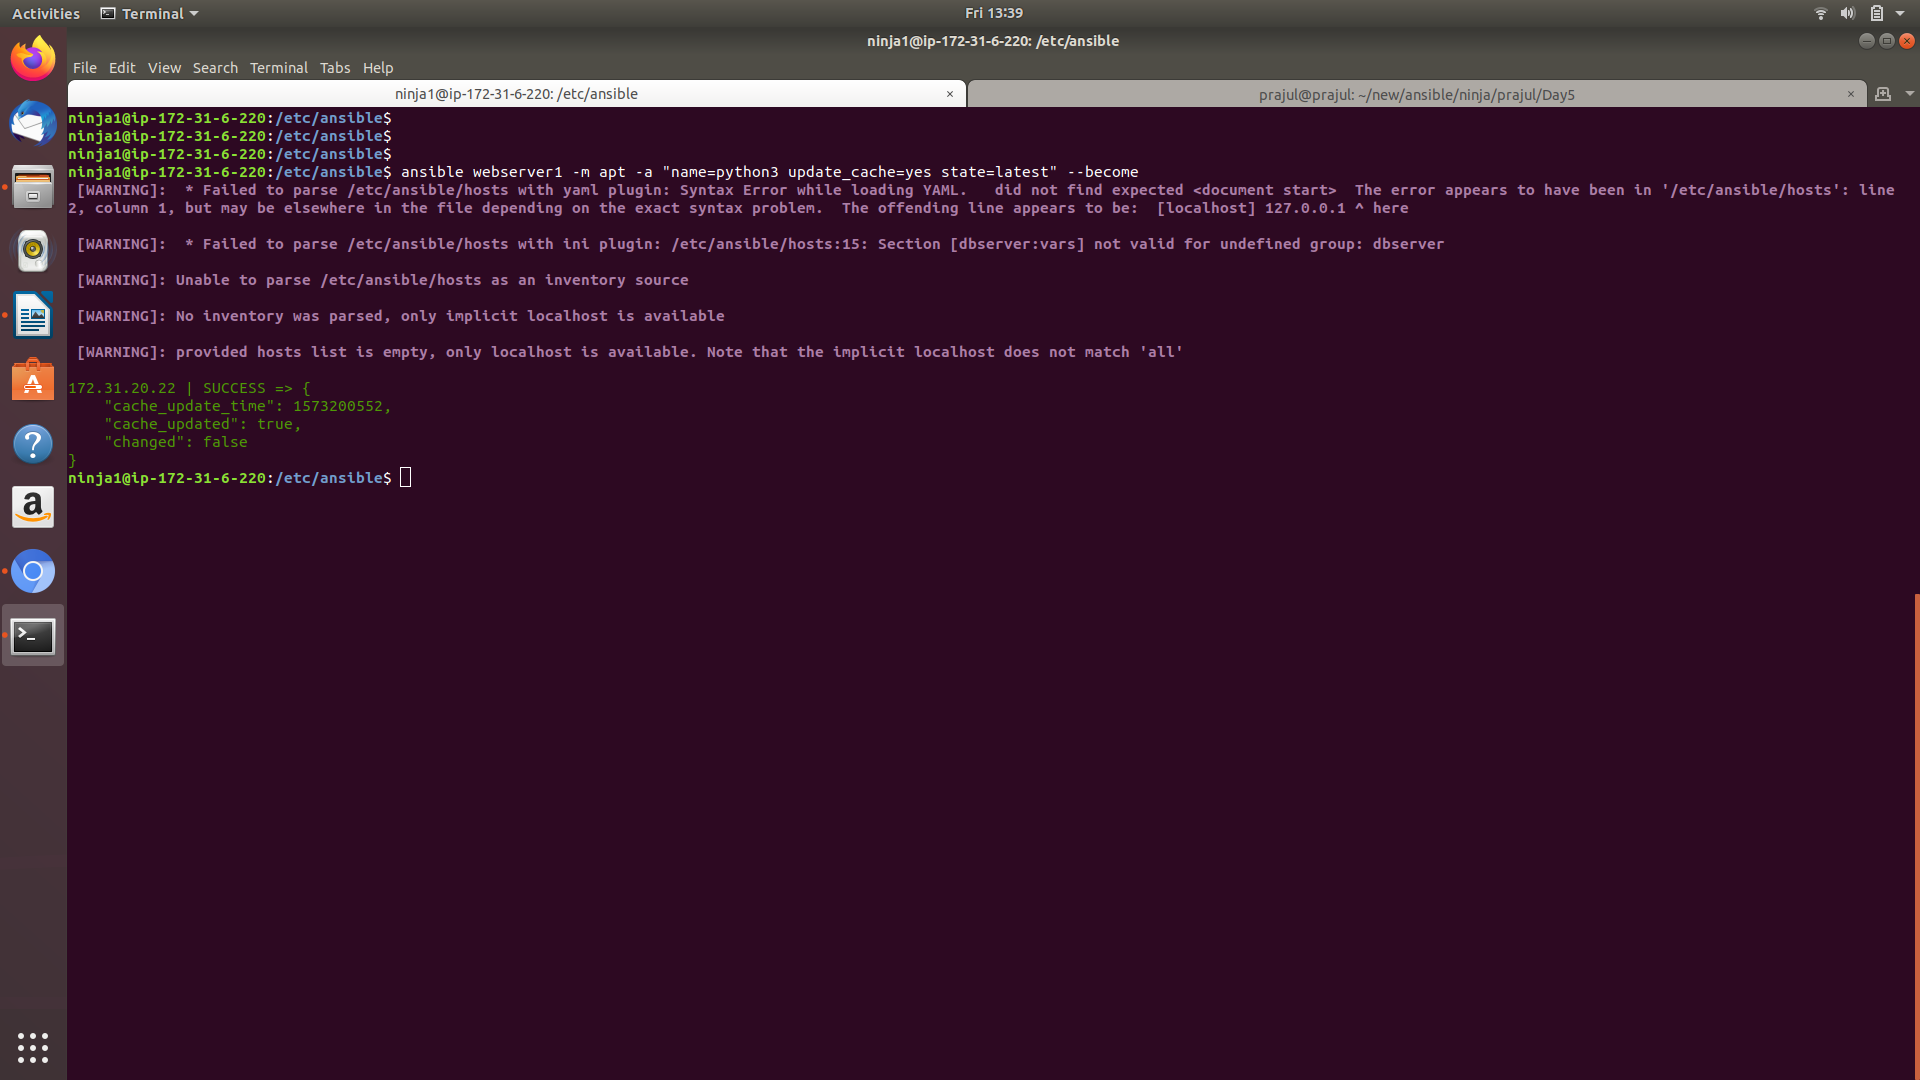 Activities Terminal Fri 13:39
ninja1@ip-172-31-6-220: /etc/ansible
File Edit View Search Terminal Tabs Help
ninja1@ip-172-31-6-220: /etc/ansible × prajul@prajul: ~/new/ansible/ninja/prajul/Day5 ×
ninja1@ip-172-31-6-220:/etc/ansible$
ninja1@ip-172-31-6-220:/etc/ansible$
ninja1@ip-172-31-6-220:/etc/ansible$
ninja1@ip-172-31-6-220:/etc/ansible$ ansible webserver1 -m apt -a "name=python3 update_cache=yes state=latest" --become
[WARNING]:  * Failed to parse /etc/ansible/hosts with yaml plugin: Syntax Error while loading YAML.   did not find expected <document start>  The error appears to have been in '/etc/ansible/hosts': line
2, column 1, but may be elsewhere in the file depending on the exact syntax problem.  The offending line appears to be:  [localhost] 127.0.0.1 ^ here
[WARNING]:  * Failed to parse /etc/ansible/hosts with ini plugin: /etc/ansible/hosts:15: Section [dbserver:vars] not valid for undefined group: dbserver
[WARNING]: Unable to parse /etc/ansible/hosts as an inventory source
[WARNING]: No inventory was parsed, only implicit localhost is available
[WARNING]: provided hosts list is empty, only localhost is available. Note that the implicit localhost does not match 'all'
172.31.20.22 | SUCCESS => {
    "cache_update_time": 1573200552,
    "cache_updated": true,
    "changed": false
}
ninja1@ip-172-31-6-220:/etc/ansible$